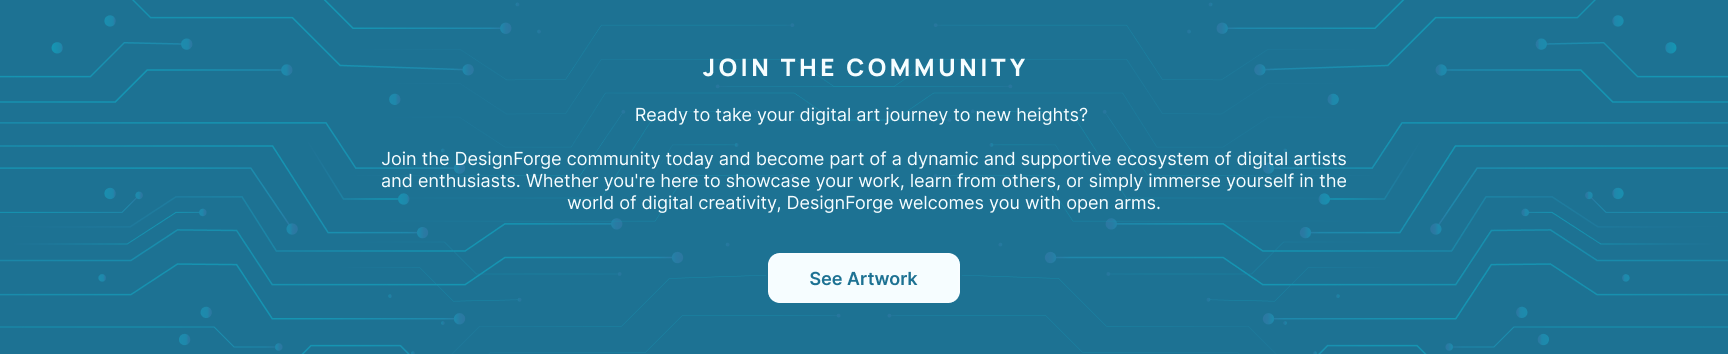 JOIN THE COMMUNITY
Ready to take your digital art journey to new heights?
Join the DesignForge community today and become part of a dynamic and supportive ecosystem of digital artists
and enthusiasts. Whether you're here to showcase your work, learn from others, or simply immerse yourself in the
world of digital creativity, DesignForge welcomes you with open arms.
See Artwork